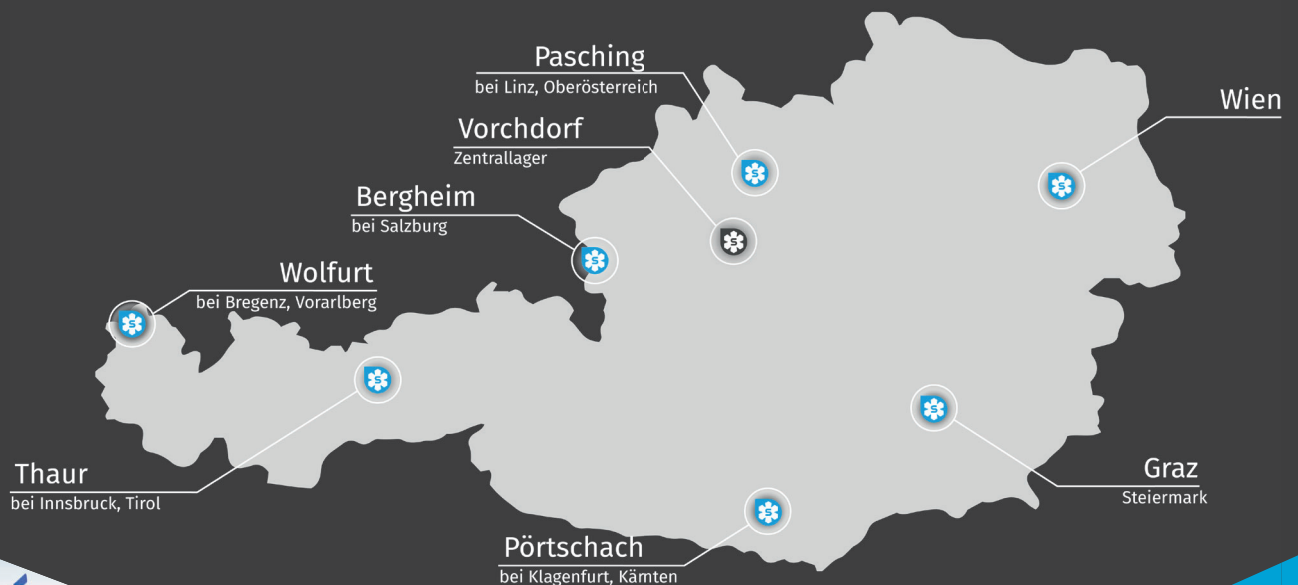 Pasching
bei Linz, Oberösterreich
Wien
Vorchdorf
Zentrallager
Bergheim
bei Salzburg
Wolfurt
bei Bregenz, Vorarlberg
Thaur
bei Innsbruck, Tirol
Graz
Steiermark
Pörtschach
bei Klagenfurt, Kämten
S
S
S
S
S
S
S
S